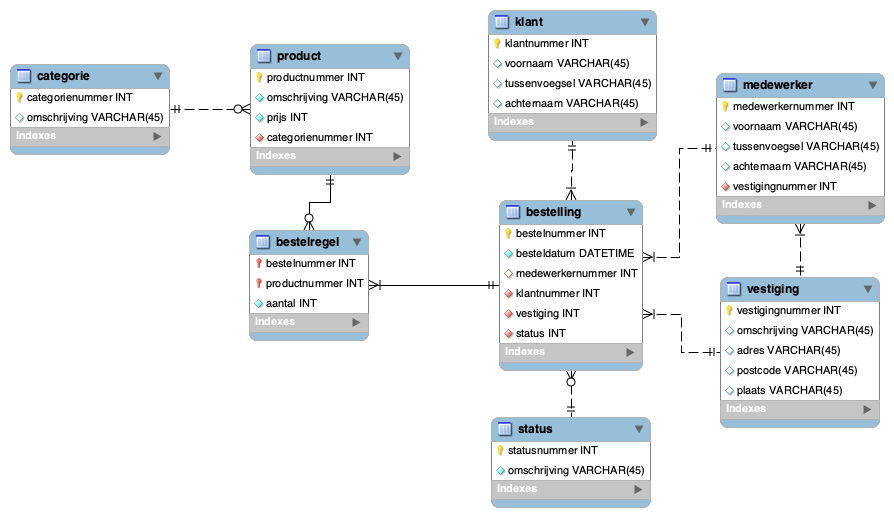 categorie
categorienummer INT
omschrijving VARCHAR(45)
Indexes
product
productnummer INT
omschrijving VARCHAR(45)
prijs INT
categorienummer INT
Indexes
klant
klantnummer INT
voornaam VARCHAR(45)
tussenvoegsel VARCHAR(45)
achternaam VARCHAR(45)
Indexes
medewerker
medewerkernummer INT
voornaam VARCHAR(45)
tussenvoegsel VARCHAR(45)
achternaam VARCHAR(45)
vestigingnummer INT
Indexes
bestelregel
bestelnummer INT
productnummer INT
aantal INT
Indexes
bestelling
bestelnummer INT
besteldatum DATETIME
medewerkernummer INT
klantnummer INT
vestiging INT
status INT
Indexes
vestiging
vestigingnummer INT
omschrijving VARCHAR(45)
adres VARCHAR(45)
postcode VARCHAR(45)
plaats VARCHAR(45)
Indexes
status
statusnummer INT
omschrijving VARCHAR(45)
Indexes